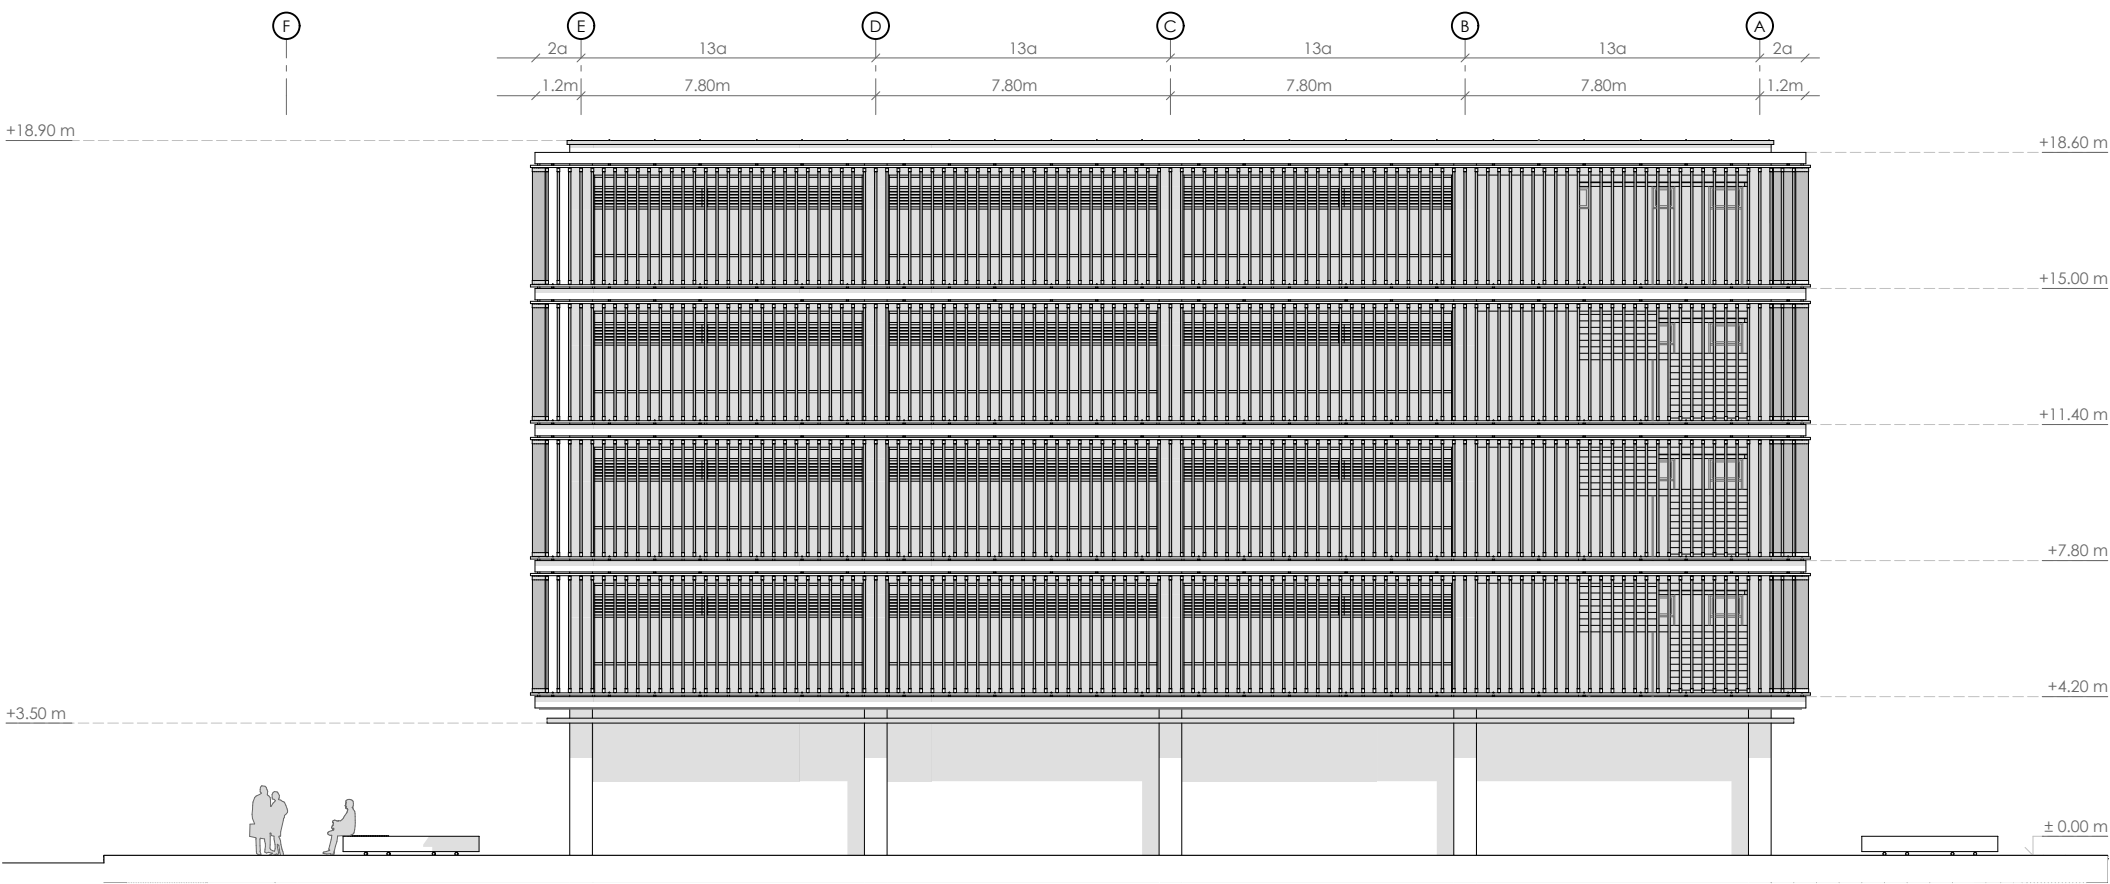 F E D C B A
2a 13a 13a 13a 13a 2a
1.2m 7.80m 7.80m 7.80m 7.80m 1.2m
+18.90 m
+18.60 m
+15.00 m
+11.40 m
+7.80 m
+4.20 m
+3.50 m
± 0.00 m